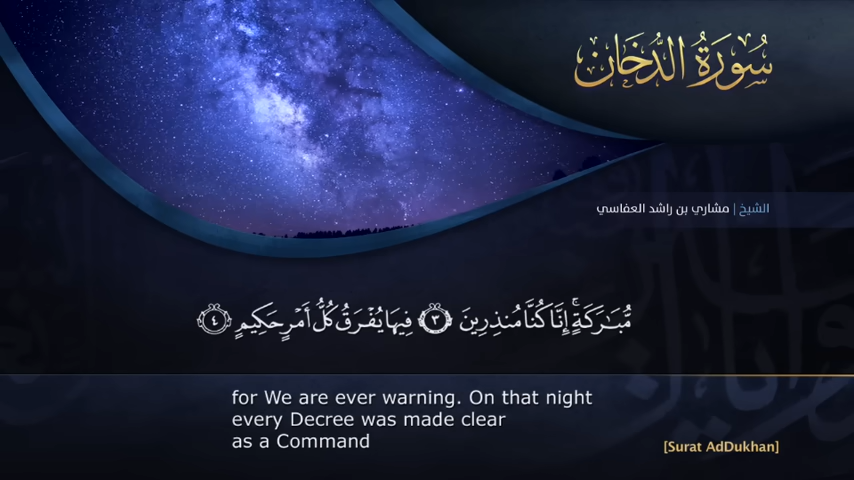 سُورَةُ الدُّخَان
الشيخ | مشاري بن راشد العفاسي
مُّبَٰرَكَةٍۚ إِنَّا كُنَّا مُنذِرِينَ ٣ فِيهَا يُفْرَقُ كُلُّ أَمْرٍ حَكِيمٍ ٤
for We are ever warning. On that night
every Decree was made clear
as a Command
[Surat AdDukhan]